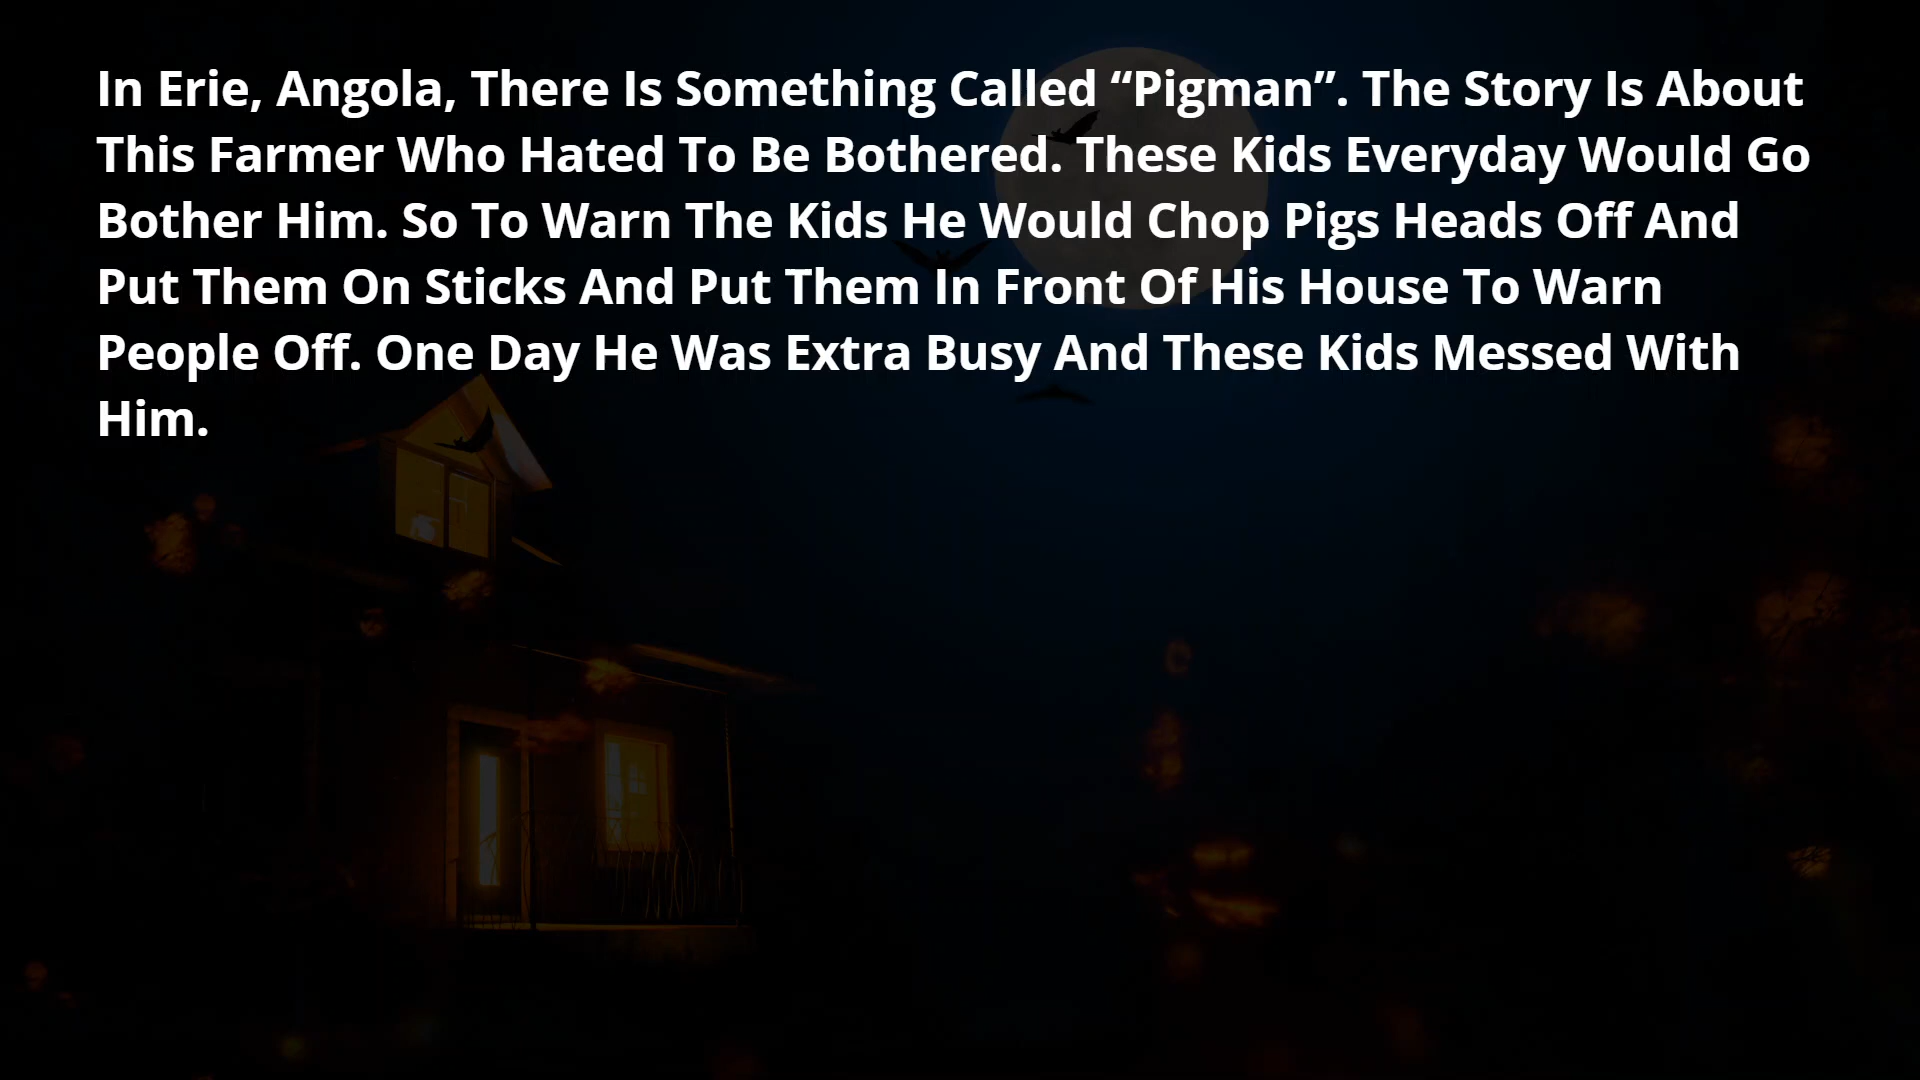 In Erie, Angola, There Is Something Called “Pigman”. The Story Is About
This Farmer Who Hated To Be Bothered. These Kids Everyday Would Go
Bother Him. So To Warn The Kids He Would Chop Pigs Heads Off And
Put Them On Sticks And Put Them In Front Of His House To Warn
People Off. One Day He Was Extra Busy And These Kids Messed With
Him.